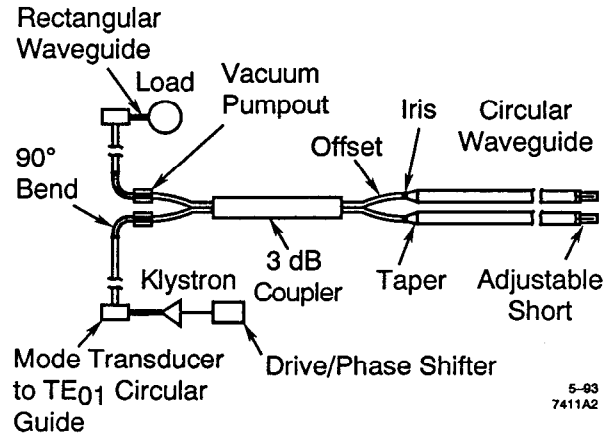 Rectangular
Waveguide
Load
Vacuum
Pumpout
Iris
Circular
Waveguide
Offset
90°
Bend
3 dB
Coupler
Klystron
Taper
Adjustable
Short
Mode Transducer
to TE01 Circular
Guide
Drive/Phase Shifter
5–93
7411A2